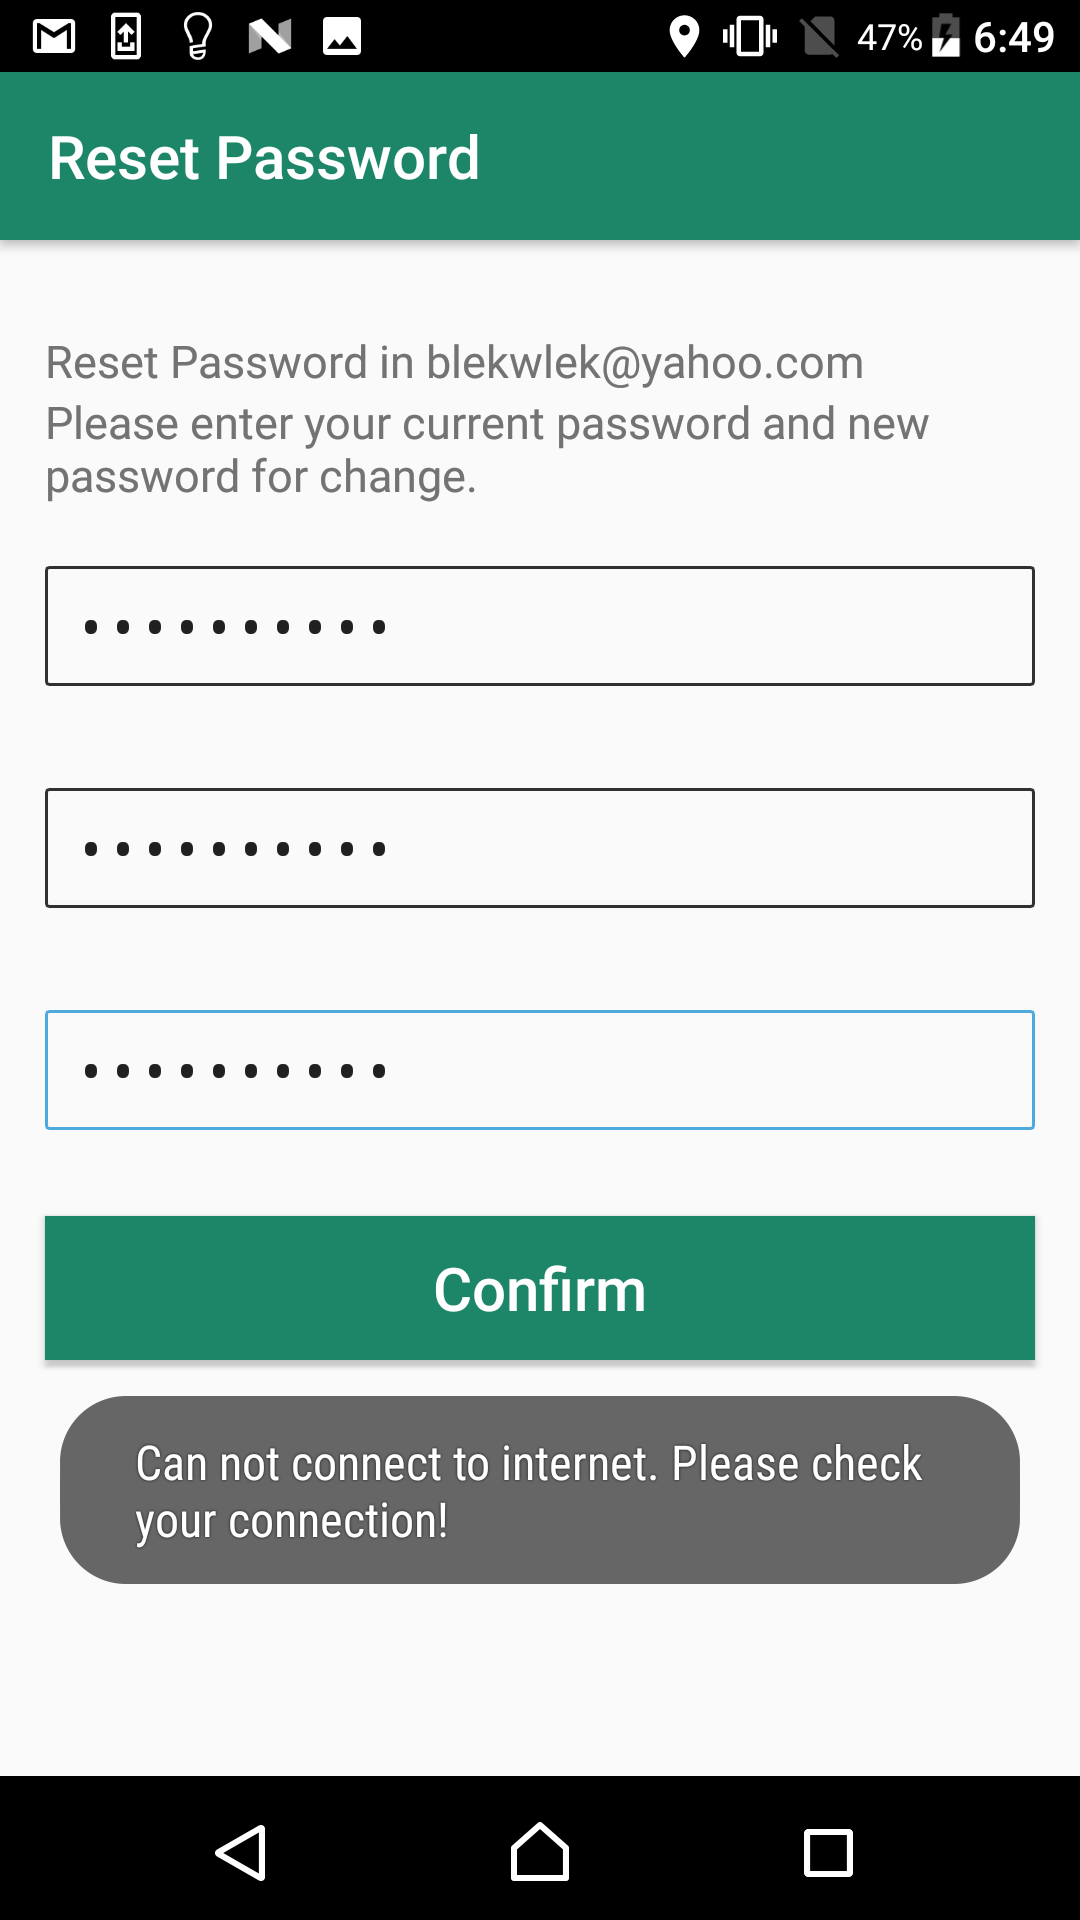 47% 6:49
Reset Password
Reset Password in blekwlek@yahoo.com
Please enter your current password and new
password for change.
••••••••••
••••••••••
••••••••••
Confirm
Can not connect to internet. Please check
your connection!